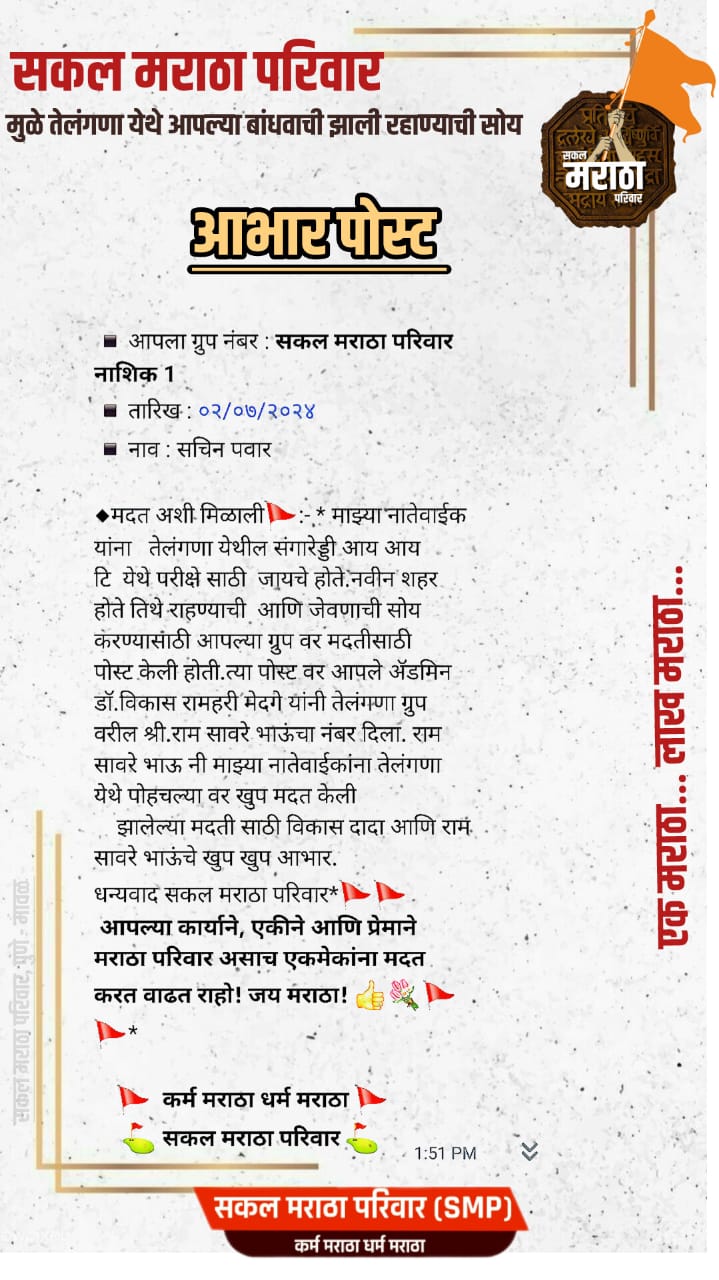 सकल मराठा परिवार
मुळे तेलंगणा येथे आपल्या बांधवाची झाली रहाण्याची सोय
सकल
मराठा
परिवार
आभार पोस्ट
▪ आपला ग्रुप नंबर : सकल मराठा परिवार
नाशिक 1
▪ तारिख : ०२/०७/२०२४
▪ नाव : सचिन पवार
◆मदत अशी मिळाली🚩:-.* माझ्या नातेवाईक
यांना तेलंगणा येथील संगारेड्डी आय आय
टि येथे परीक्षे साठी जायचे होते.नवीन शहर
होते तिथे राहण्याची आणि जेवणाची सोय
करण्यासाठी आपल्या ग्रुप वर मदतीसाठी
पोस्ट केली होती.त्या पोस्ट वर आपले ॲडमिन
डॉ.विकास रामहरी मेदगे यांनी तेलंगणा ग्रुप
वरील श्री.राम सावरे भाऊंचा नंबर दिला. राम
सावरे भाऊ नी माझ्या नातेवाईकांना तेलंगणा
येथे पोहचल्या वर खुप मदत केली
झालेल्या मदती साठी विकास दादा आणि राम
सावरे भाऊंचे खुप खुप आभार.
धन्यवाद सकल मराठा परिवार*🚩🚩
आपल्या कार्याने, एकीने आणि प्रेमाने
मराठा परिवार असाच एकमेकांना मदत
करत वाढत राहो! जय मराठा! 👍💐🚩
🚩*
🚩 कर्म मराठा धर्म मराठा 🚩
⛳ सकल मराठा परिवार ⛳
1:51 PM
एक मराठा... लाख मराठा...
सकल मराठा परिवार, पुणे - मावळ
सकल मराठा परिवार (SMP)
कर्म मराठा धर्म मराठा